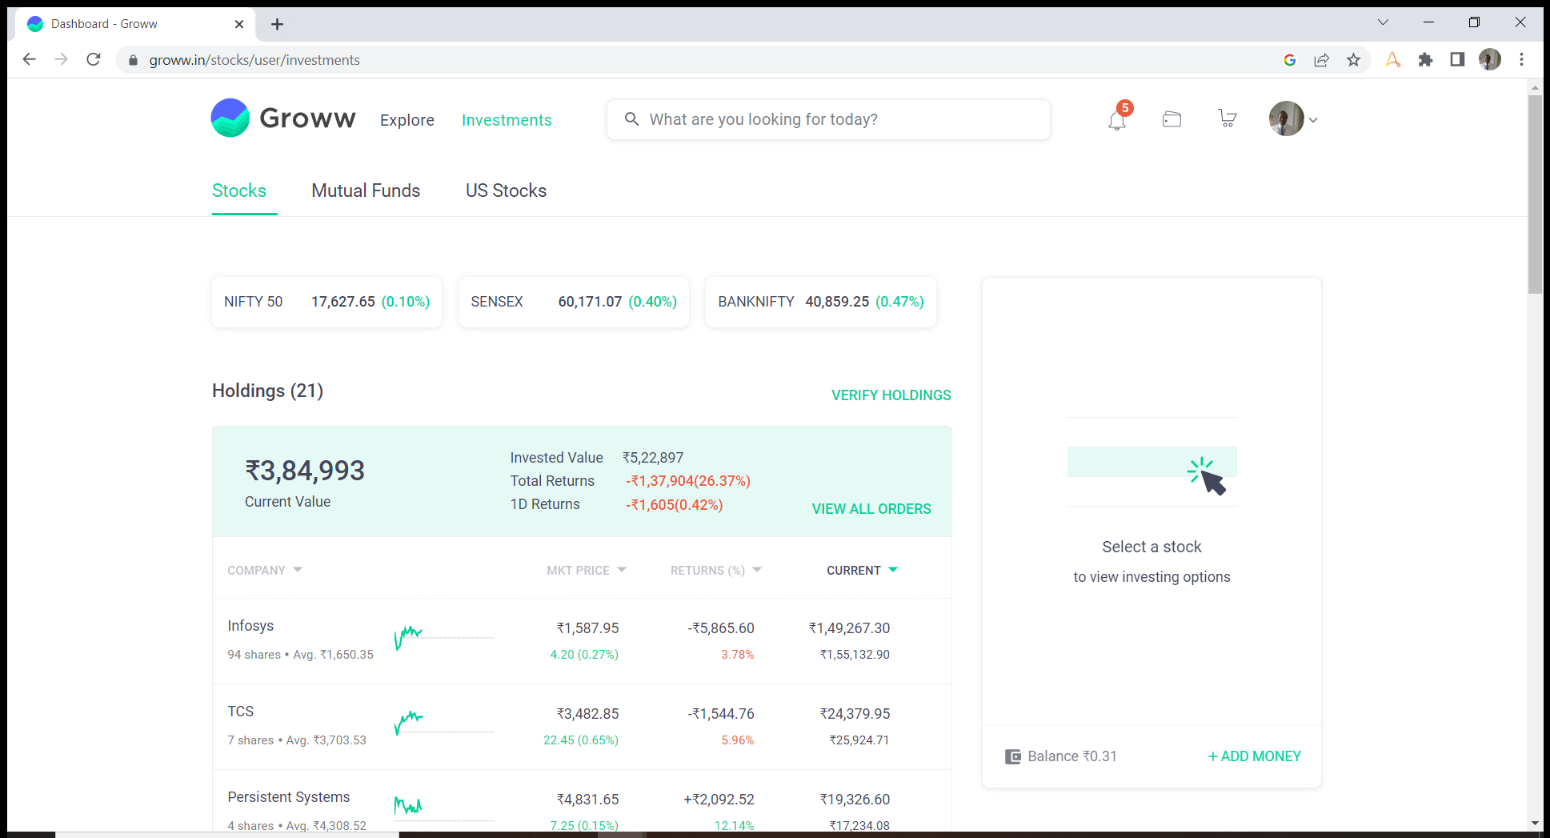 Dashboard - Groww
groww.in/stocks/user/investments
Groww Explore Investments What are you looking for today? 5
Stocks Mutual Funds US Stocks
NIFTY 50 17,627.65 (0.10%) SENSEX 60,171.07 (0.40%) BANKNIFTY 40,859.25 (0.47%)
Holdings (21) VERIFY HOLDINGS
₹3,84,993
Current Value
Invested Value ₹5,22,897
Total Returns -₹1,37,904(26.37%)
1D Returns -₹1,605(0.42%)
VIEW ALL ORDERS
COMPANY MKT PRICE RETURNS (%) CURRENT
Infosys ₹1,587.95 -₹5,865.60 ₹1,49,267.30
94 shares • Avg. ₹1,650.35 4.20 (0.27%) 3.78% ₹1,55,132.90
TCS ₹3,482.85 -₹1,544.76 ₹24,379.95
7 shares • Avg. ₹3,703.53 22.45 (0.65%) 5.96% ₹25,924.71
Persistent Systems ₹4,831.65 +₹2,092.52 ₹19,326.60
4 shares • Avg. ₹4,308.52 7.25 (0.15%) 12.14% ₹17,234.08
Select a stock
to view investing options
Balance ₹0.31 + ADD MONEY